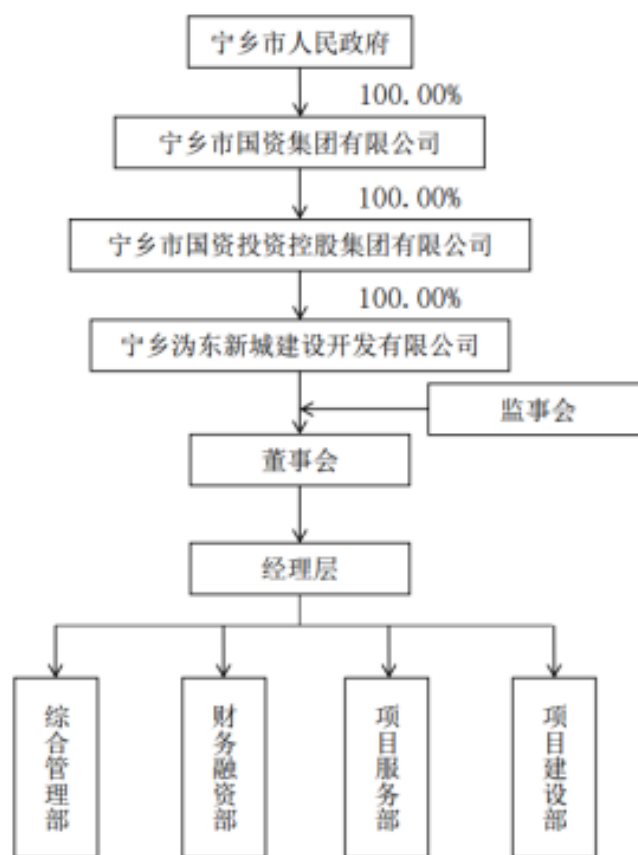 宁乡市人民政府
100.00%
宁乡市国资集团有限公司
100.00%
宁乡市国资投资控股集团有限公司
100.00%
宁乡沩东新城建设开发有限公司
监事会
董事会
经理层
综合管理部
财务融资部
项目服务部
项目建设部